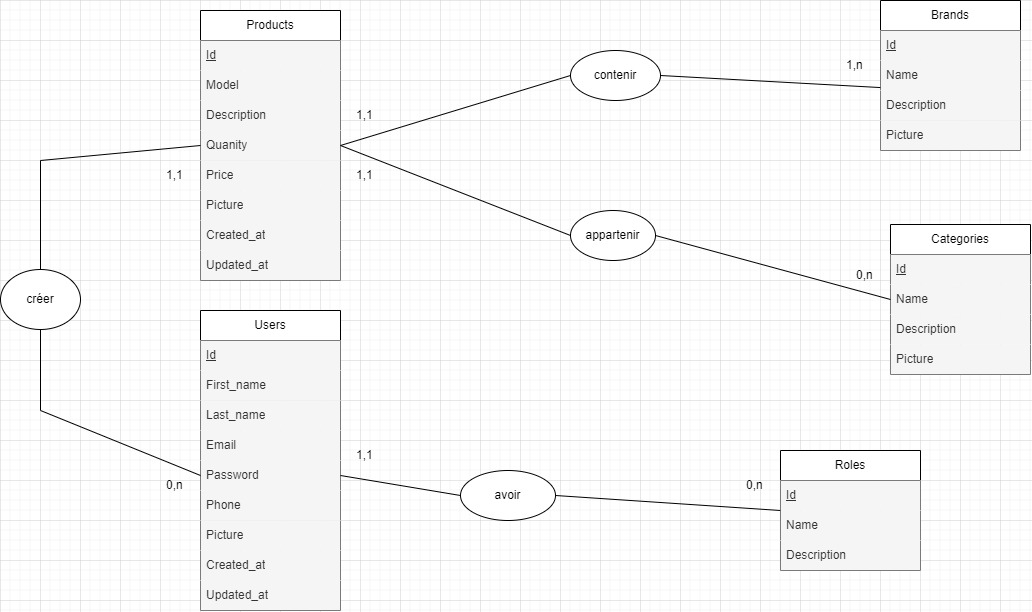 Products
Id
Model
Description
Quanity
Price
Picture
Created_at
Updated_at
1,1
1,1
1,1
contenir
1,n
Brands
Id
Name
Description
Picture
appartenir
0,n
Categories
Id
Name
Description
Picture
créer
0,n
Users
Id
First_name
Last_name
Email
Password
Phone
Picture
Created_at
Updated_at
1,1
avoir
0,n
Roles
Id
Name
Description